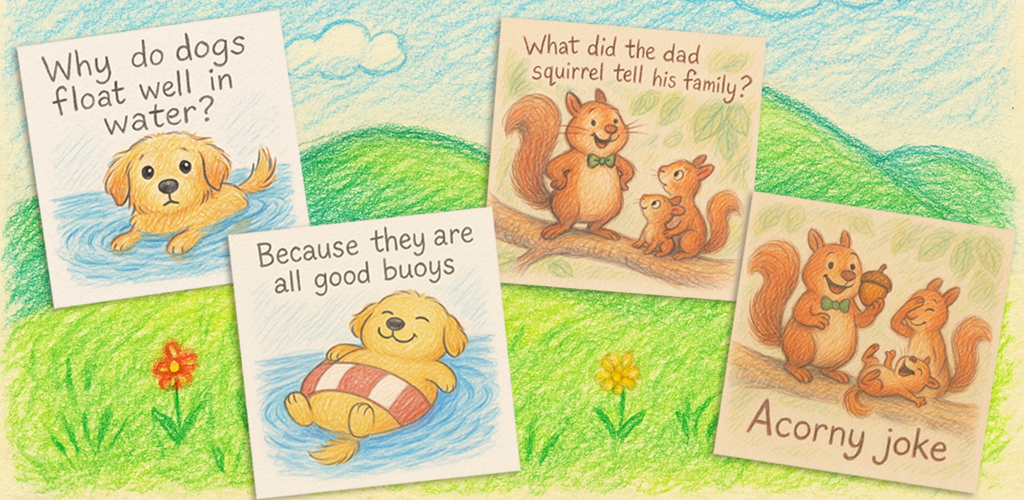 Why do dogs
float well in
water?
Because they are
all good buoys
What did the dad
squirrel tell his family?
Acorny joke